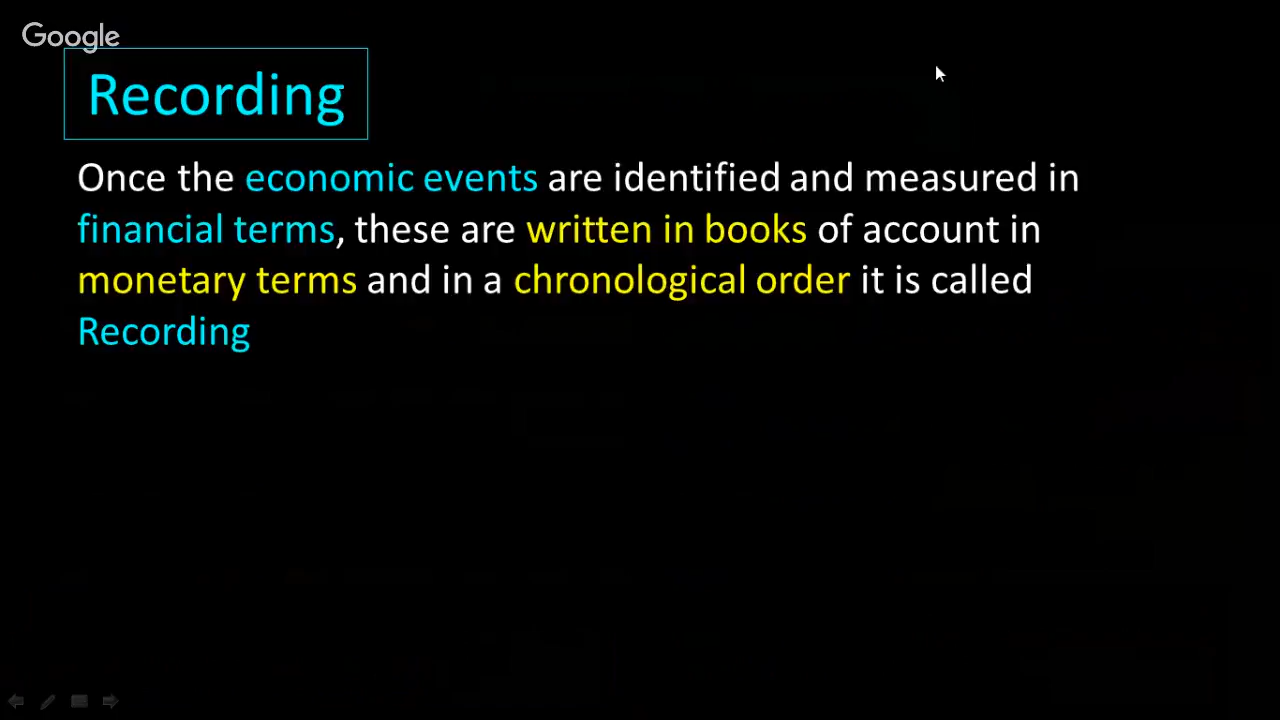 Google
Recording
Once the economic events are identified and measured in
financial terms, these are written in books of account in
monetary terms and in a chronological order it is called
Recording